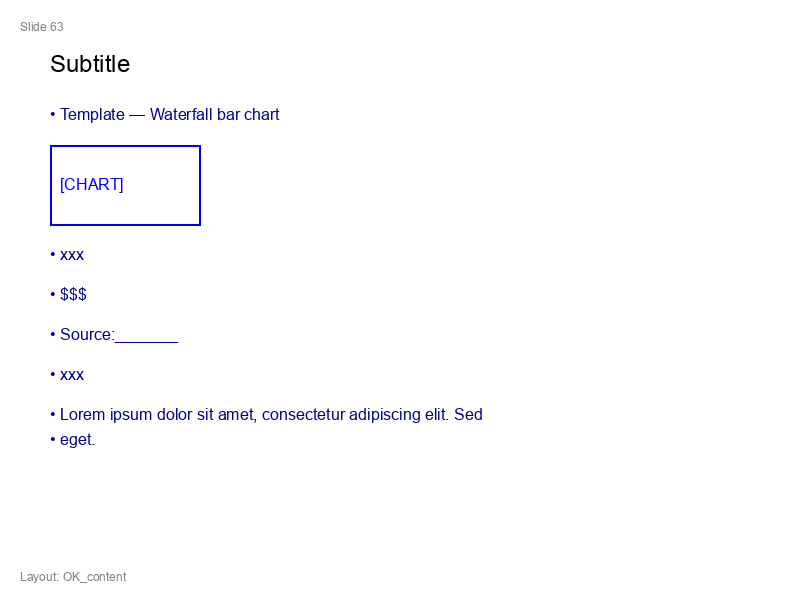 Slide 63
Subtitle
• Template — Waterfall bar chart
[CHART]
• xxx
• $$$
• Source:_______
• xxx
• Lorem ipsum dolor sit amet, consectetur adipiscing elit. Sed
• eget.
Layout: OK_content